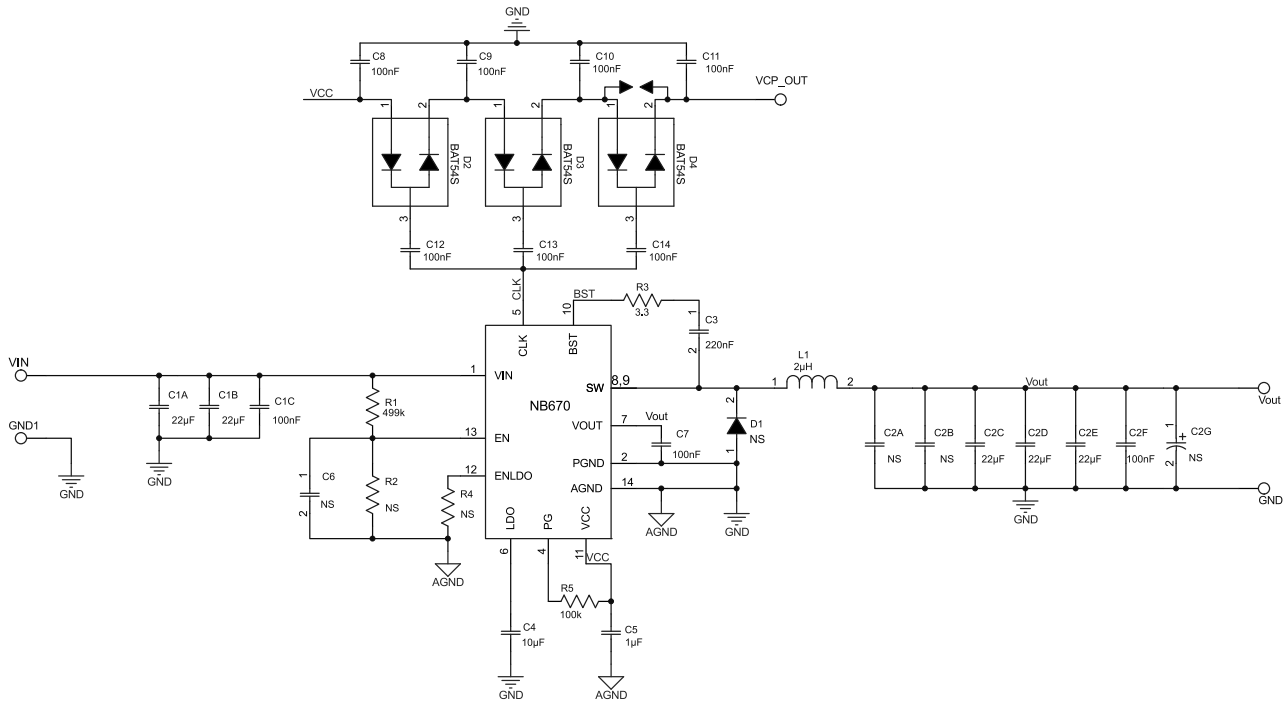 GND
C8
100nF
C9
100nF
C10
100nF
C11
100nF
VCC
VCP_OUT
1
2
1
2
1
2
D2
BAT54S
D3
BAT54S
D4
BAT54S
3
3
3
C12
100nF
C13
100nF
C14
100nF
CLK
5
BST
10
R3
3.3
1
C3
220nF
2
CLK
BST
VIN
1
VIN
SW
8,9
L1
2µH
1
2
Vout
Vout
C1A
22µF
C1B
22µF
C1C
100nF
R1
499k
NB670
GND1
GND
GND
13
EN
VOUT
7
Vout
C7
100nF
2
D1
NS
1
PGND
2
12
ENLDO
AGND
14
C6
1
NS
2
R2
NS
R4
NS
LDO
PG
VCC
AGND
GND
C2A
NS
C2B
NS
C2C
22µF
C2D
22µF
C2E
22µF
C2F
100nF
1
+
C2G
NS
2
GND
GND
AGND
6
4
11
VCC
R5
100k
C4
10µF
C5
1µF
GND
AGND